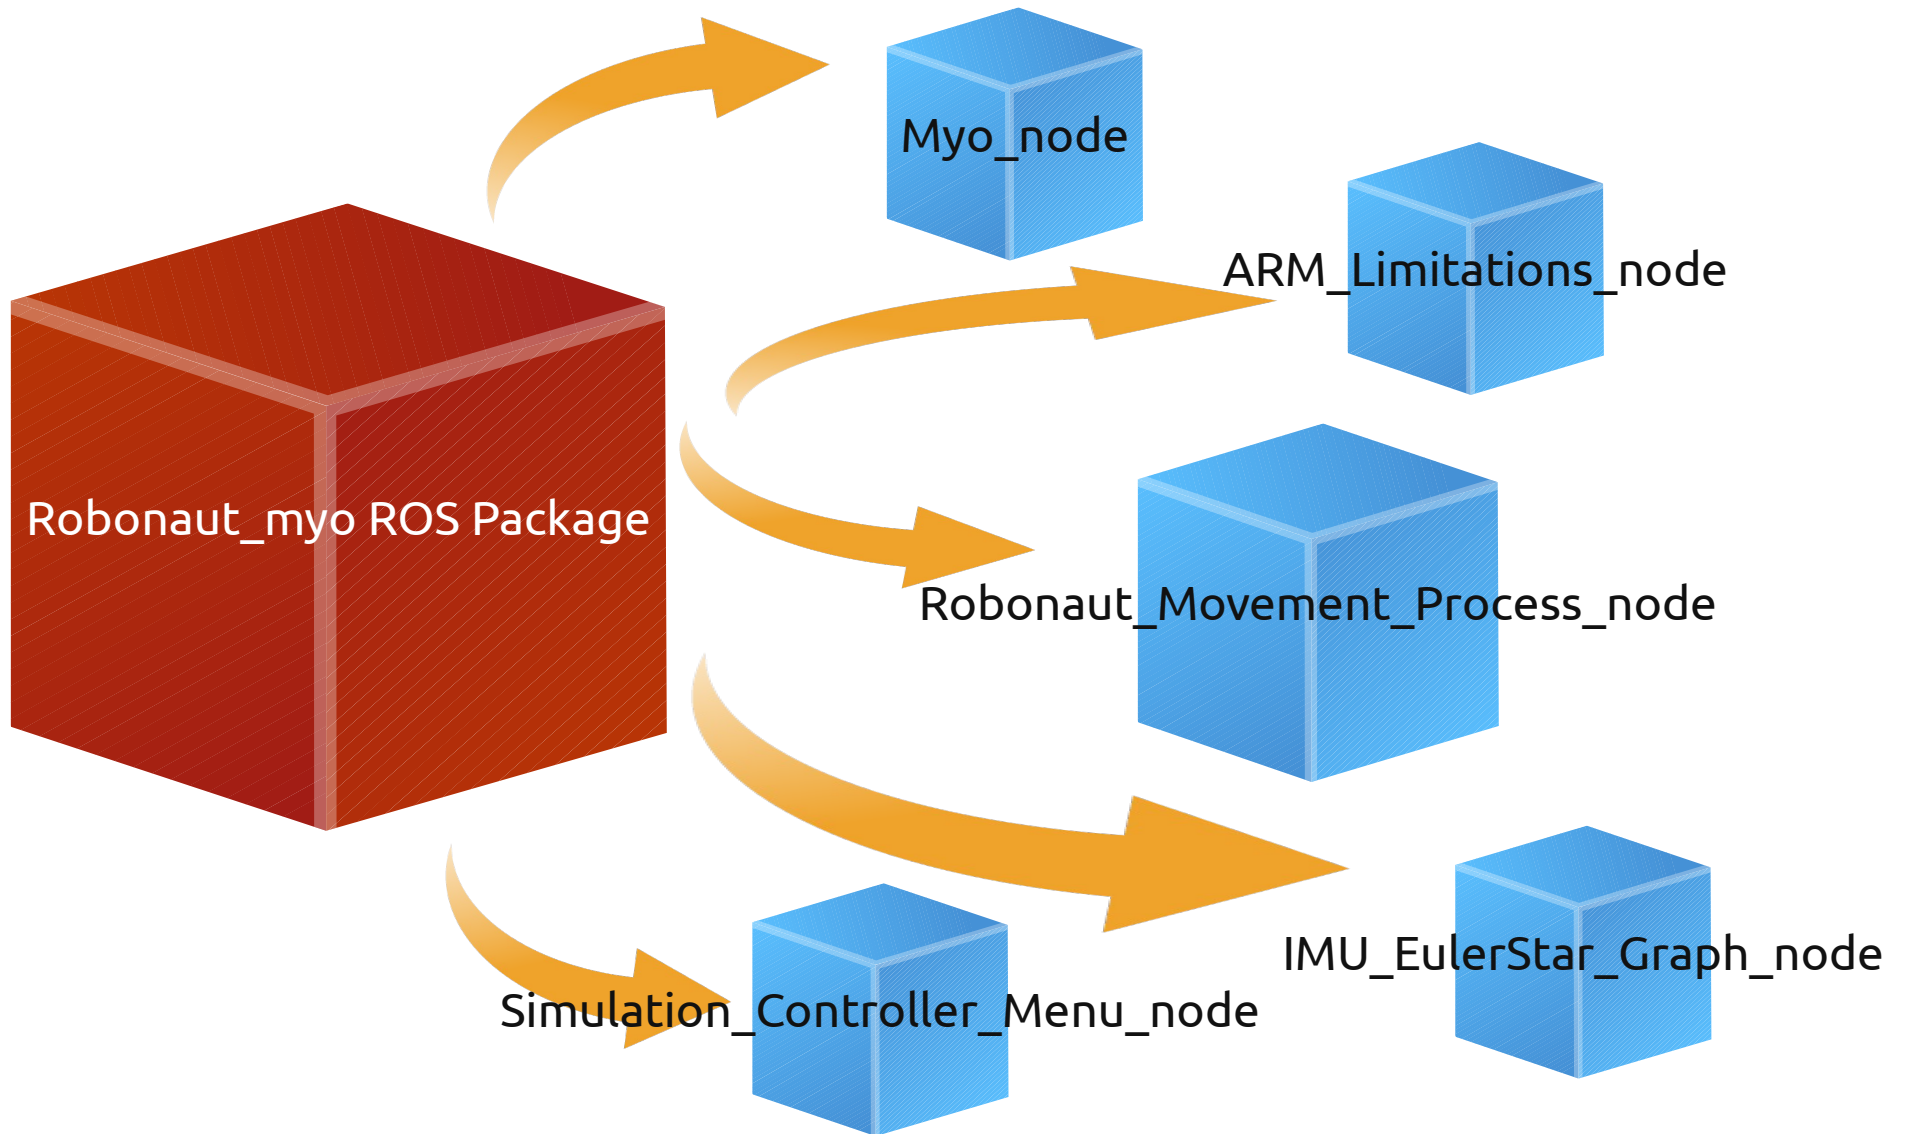 Myo_node
ARM_Limitations_node
Robonaut_myo ROS Package
Robonaut_Movement_Process_node
IMU_EulerStar_Graph_node
Simulation_Controller_Menu_node